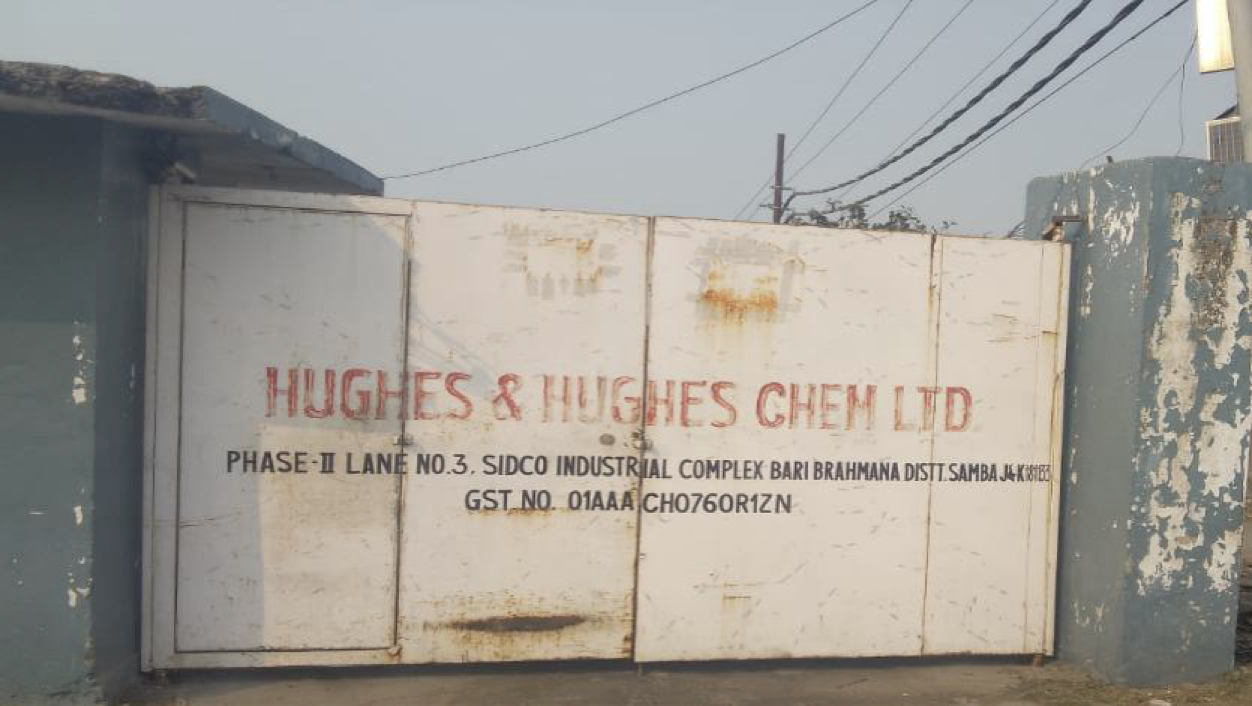 HUGHES & HUGHES CHEM LTD
PHASE-II LANE NO.3. SIDCO INDUSTRIAL COMPLEX BARI BRAHMANA DISTT. SAMBA J&K 181133
GST NO. 01AAACH0760R1ZN